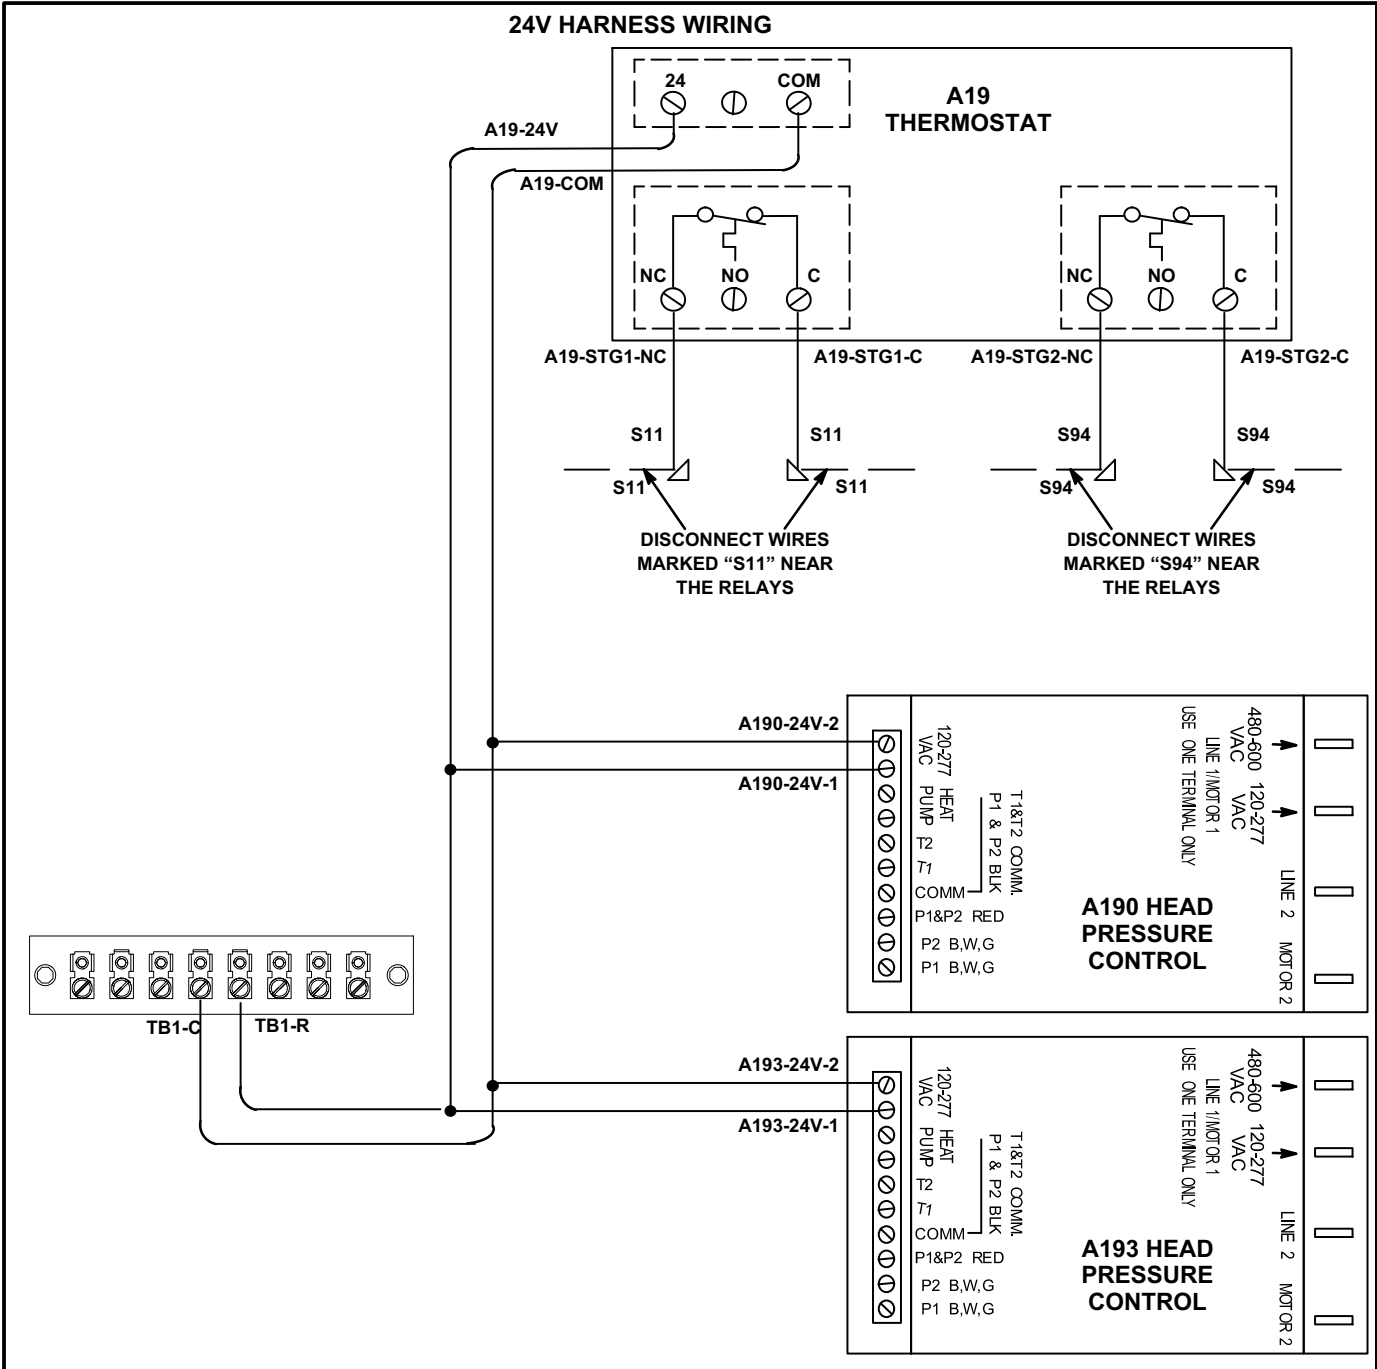 24V HARNESS WIRING
24
COM
A19
THERMOSTAT
A19-24V
A19-COM
NC
NO
C
NC
NO
C
A19-STG1-NC
A19-STG1-C
A19-STG2-NC
A19-STG2-C
S11
S11
S94
S94
S11
S11
S94
S94
DISCONNECT WIRES
MARKED “S11” NEAR
THE RELAYS
DISCONNECT WIRES
MARKED “S94” NEAR
THE RELAYS
A190-24V-2
A190-24V-1
120-277
VAC
HEAT
PUMP
T2
T1
COMM
P1&P2 RED
P2 B,W,G
P1 B,W,G
T1&T2 COMM.
P1 & P2 BLK
480-600
VAC
120-277
VAC
LINE 1/MOTOR 1
USE ONE TERMINAL ONLY
LINE 2
MOTOR 2
A190 HEAD
PRESSURE
CONTROL
TB1-C
TB1-R
A193-24V-2
A193-24V-1
120-277
VAC
HEAT
PUMP
T2
T1
COMM
P1&P2 RED
P2 B,W,G
P1 B,W,G
T1&T2 COMM.
P1 & P2 BLK
480-600
VAC
120-277
VAC
LINE 1/MOTOR 1
USE ONE TERMINAL ONLY
LINE 2
MOTOR 2
A193 HEAD
PRESSURE
CONTROL